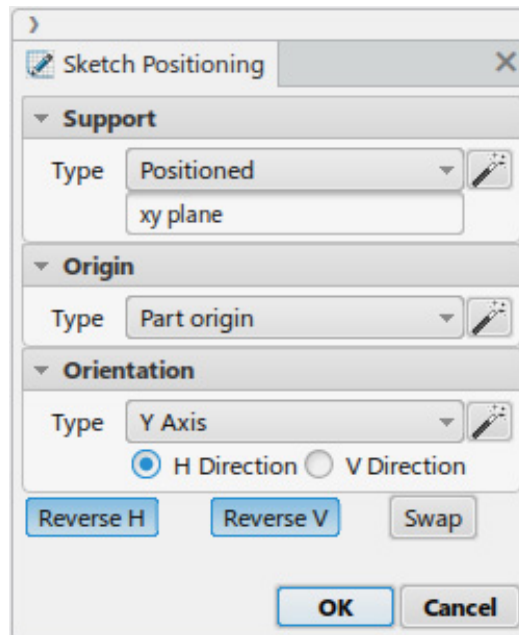 Sketch Positioning
Support
Type Positioned
xy plane
Origin
Type Part origin
Orientation
Type Y Axis
H Direction V Direction
Reverse H Reverse V Swap
OK Cancel